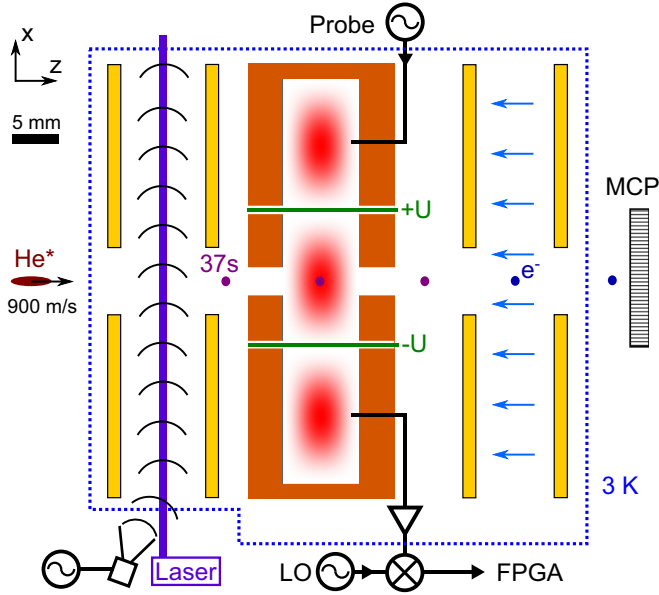 Probe
x
z
5 mm
MCP
+U
He*
37s
e-
900 m/s
-U
3 K
Laser
LO
FPGA